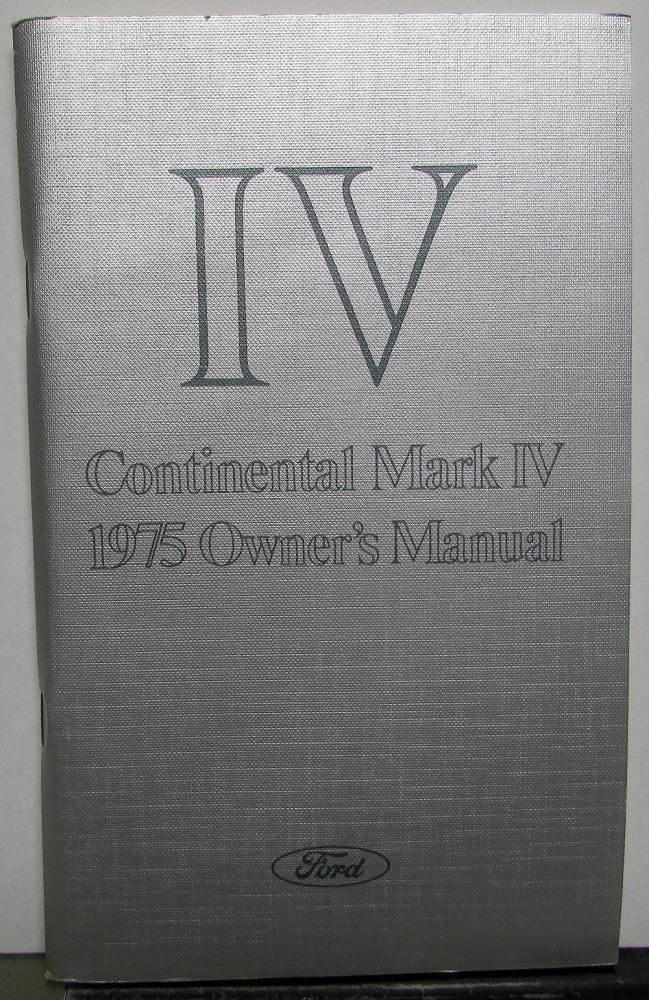 IV
Continental Mark IV
1975 Owner's Manual
Ford